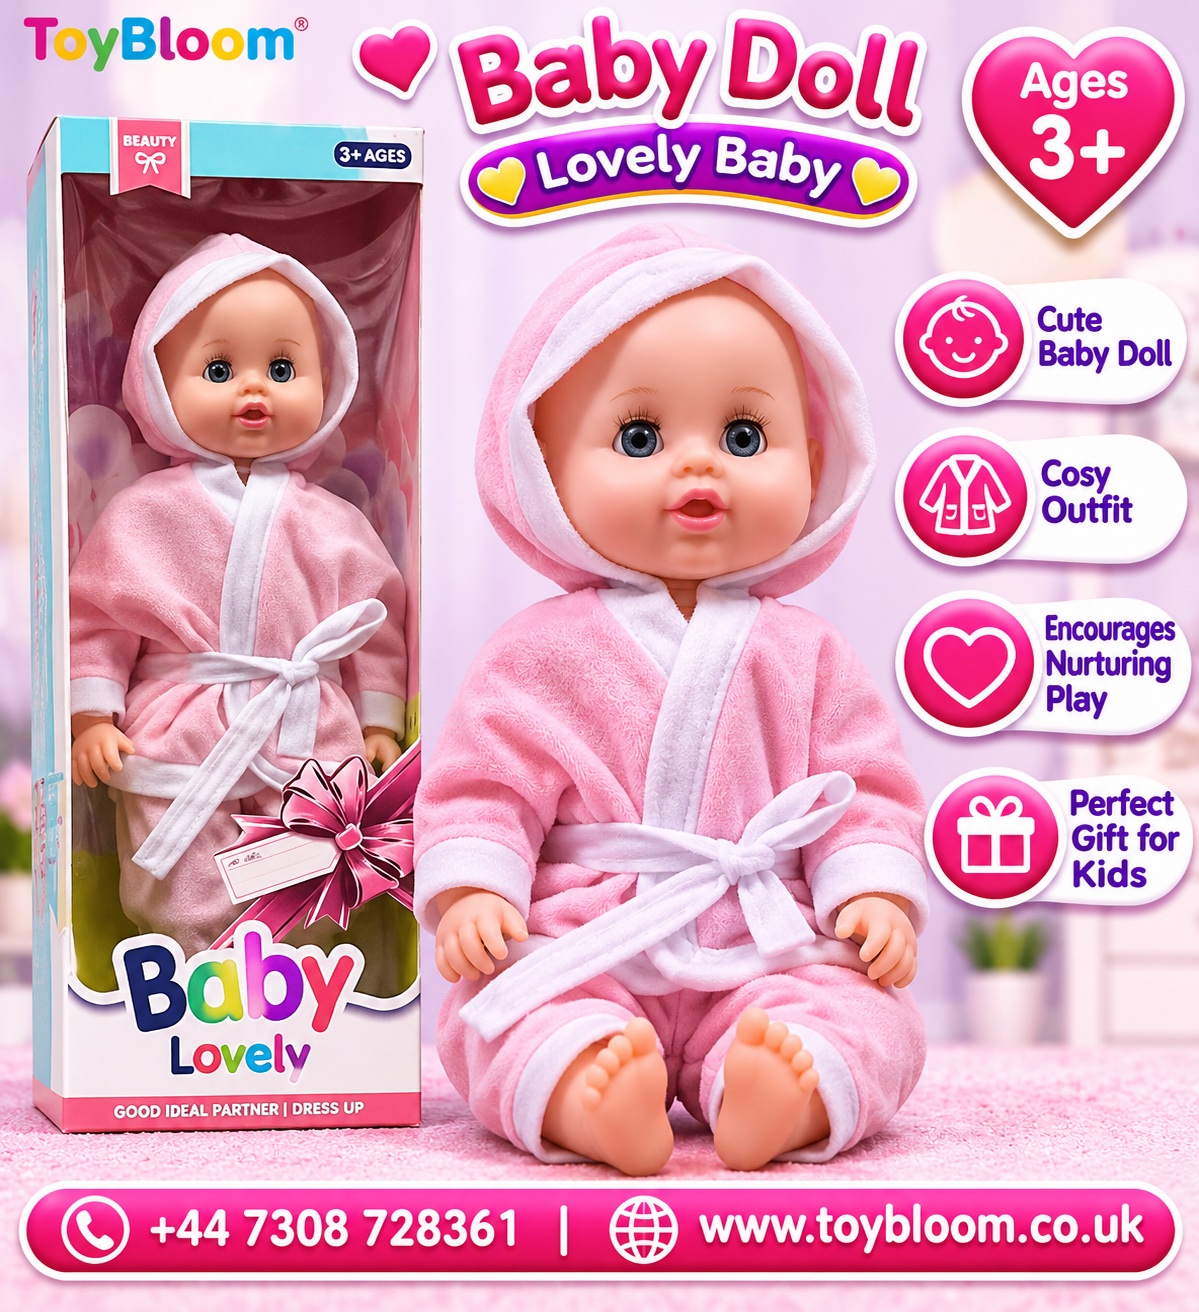 ToyBloom®
Baby Doll
Lovely Baby
Ages
3+
BEAUTY
3+ AGES
Cute
Baby Doll
Cosy
Outfit
Encourages
Nurturing
Play
Perfect
Gift for
Kids
Baby
Lovely
GOOD IDEAL PARTNER | DRESS UP
+44 7308 728361 | www.toybloom.co.uk